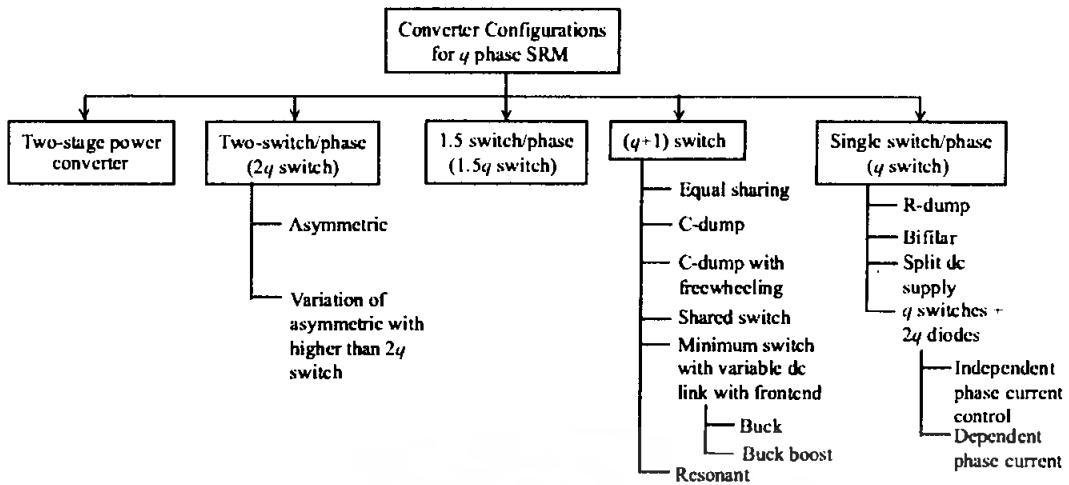 Converter Configurations
for q phase SRM
Two-stage power
converter
Two-switch/phase
(2q switch)
Asymmetric
Variation of
asymmetric with
higher than 2q
switch
1.5 switch/phase
(1.5q switch)
(q+1) switch
Equal sharing
C-dump
C-dump with
freewheeling
Shared switch
Minimum switch
with variable dc
link with frontend
Buck
Buck boost
Resonant
Single switch/phase
(q switch)
R-dump
Bifilar
Split dc
supply
q switches +
2q diodes
Independent
phase current
control
Dependent
phase current